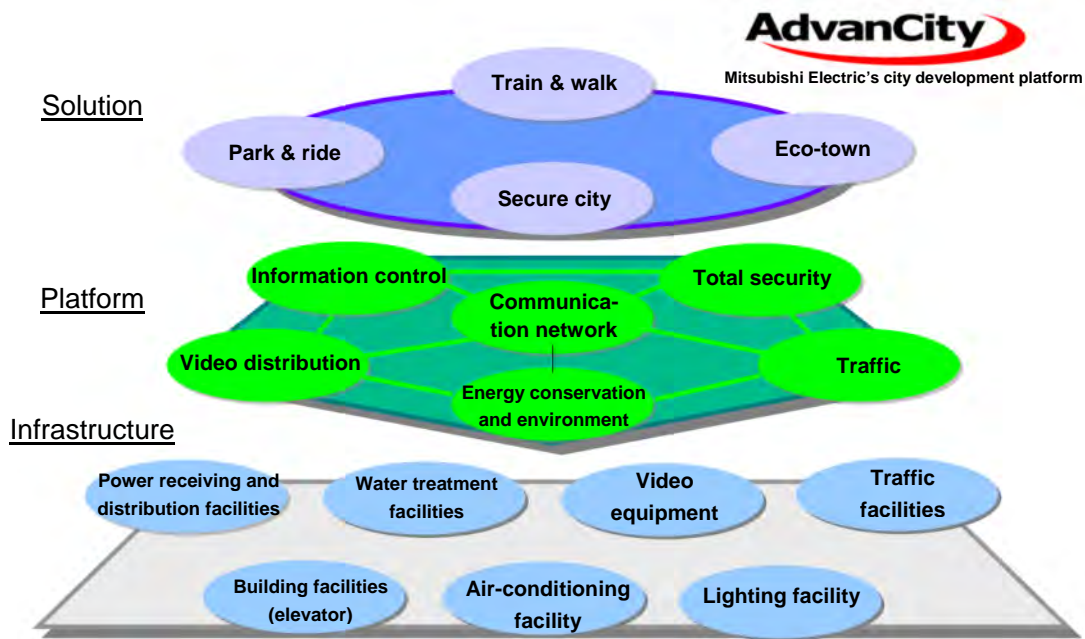 AdvanCity
Mitsubishi Electric's city development platform
Solution
Train & walk
Park & ride
Eco-town
Secure city
Platform
Information control
Total security
Communica-
tion network
Video distribution
Traffic
Energy conservation
and environment
Infrastructure
Power receiving and
distribution facilities
Water treatment
facilities
Video
equipment
Traffic
facilities
Building facilities
(elevator)
Air-conditioning
facility
Lighting facility